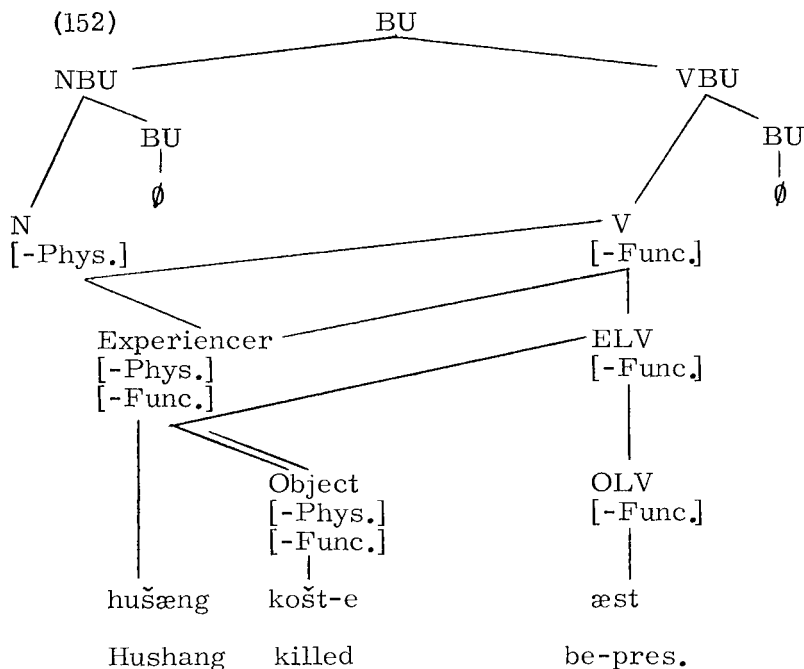 (152) BU
NBU VBU
BU BU
Ø Ø
N V
[-Phys.] [-Func.]
Experiencer ELV
[-Phys.] [-Func.]
[-Func.]
Object OLV
[-Phys.] [-Func.]
[-Func.]
hušæng košt-e æst
Hushang killed be-pres.